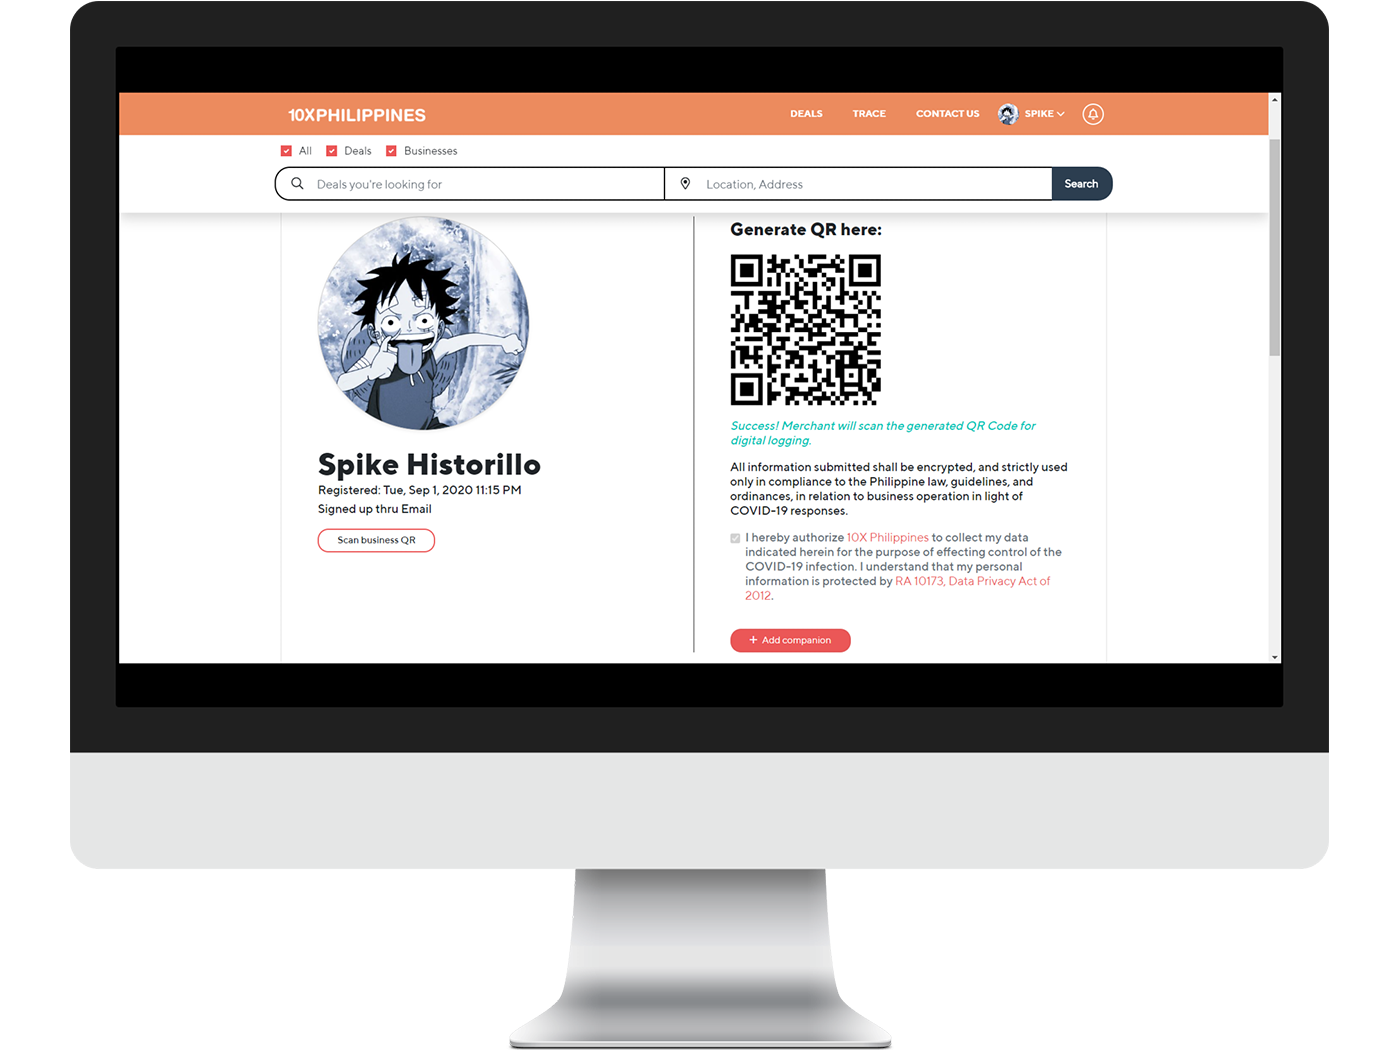 10XPHILIPPINES
DEALS
TRACE
CONTACT US
SPIKE
All
Deals
Businesses
Deals you're looking for
Location, Address
Search
Spike Historillo
Registered: Tue, Sep 1, 2020 11:15 PM
Signed up thru Email
Scan business QR
Generate QR here:
Success! Merchant will scan the generated QR Code for
digital logging.
All information submitted shall be encrypted, and strictly used
only in compliance to the Philippine law, guidelines, and
ordinances, in relation to business operation in light of
COVID-19 responses.
I hereby authorize 10X Philippines to collect my data
indicated herein for the purpose of effecting control of the
COVID-19 infection. I understand that my personal
information is protected by RA 10173, Data Privacy Act of
2012.
+ Add companion